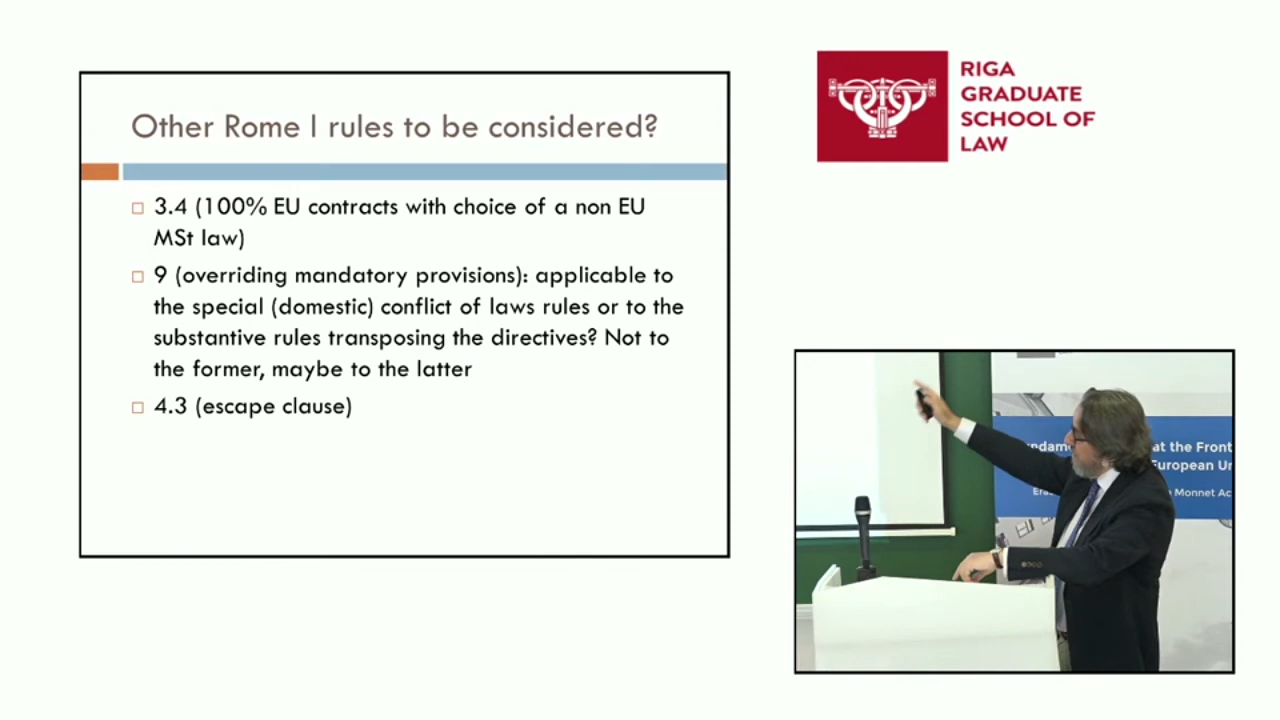 Other Rome I rules to be considered?
3.4 (100% EU contracts with choice of a non EU
MSt law)
9 (overriding mandatory provisions): applicable to
the special (domestic) conflict of laws rules or to the
substantive rules transposing the directives? Not to
the former, maybe to the latter
4.3 (escape clause)
RIGA
GRADUATE
SCHOOL OF
LAW
at the Front
European Un
Monnet Ac